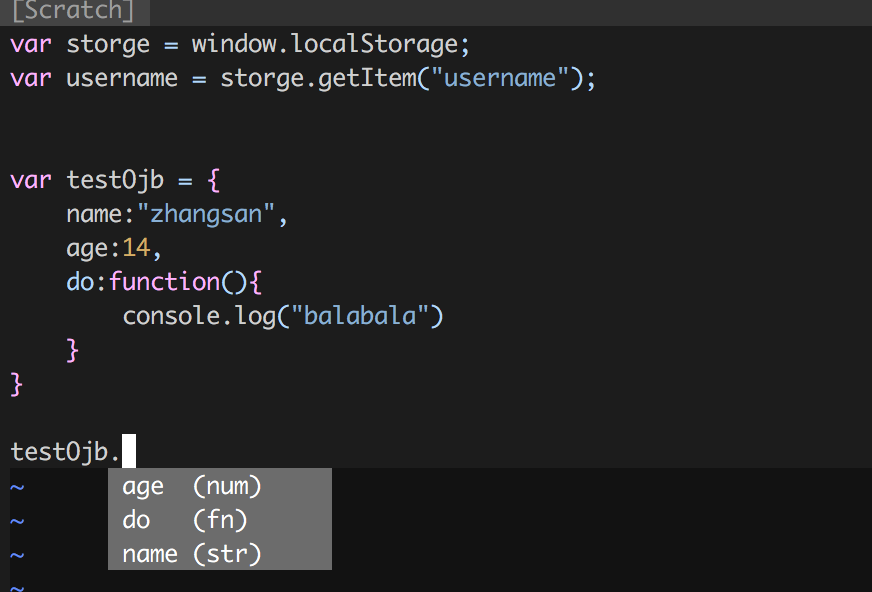 [Scratch]
var storge = window.localStorage;
var username = storge.getItem("username");
var testOjb = {
    name:"zhangsan",
    age:14,
    do:function(){
        console.log("balabala")
    }
}
testOjb.
~ age (num)
~ do (fn)
~ name (str)
~